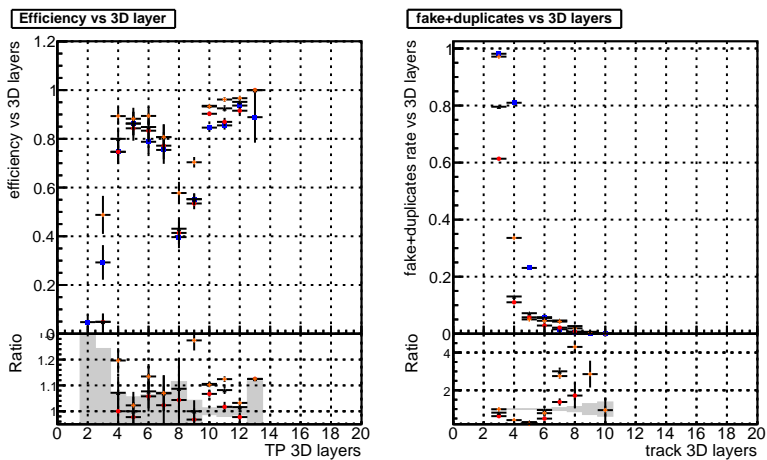 Efficiency vs 3D layer
efficiency vs 3D layers
1.2
1
0.8
0.6
0.4
0.2
0
Ratio
1.2
1.1
1
0 2 4 6 8 10 12 14 16 18 20
TP 3D layers
fake+duplicates vs 3D layers
fake+duplicates rate vs 3D layers
1
0.8
0.6
0.4
0.2
0
Ratio
4
2
0 2 4 6 8 10 12 14 16 18 20
track 3D layers